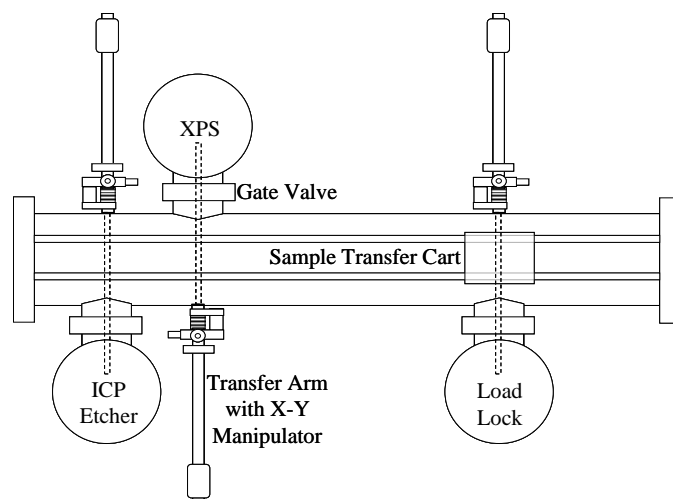 XPS
Gate Valve
Sample Transfer Cart
ICP
Etcher
Transfer Arm
with X-Y
Manipulator
Load
Lock